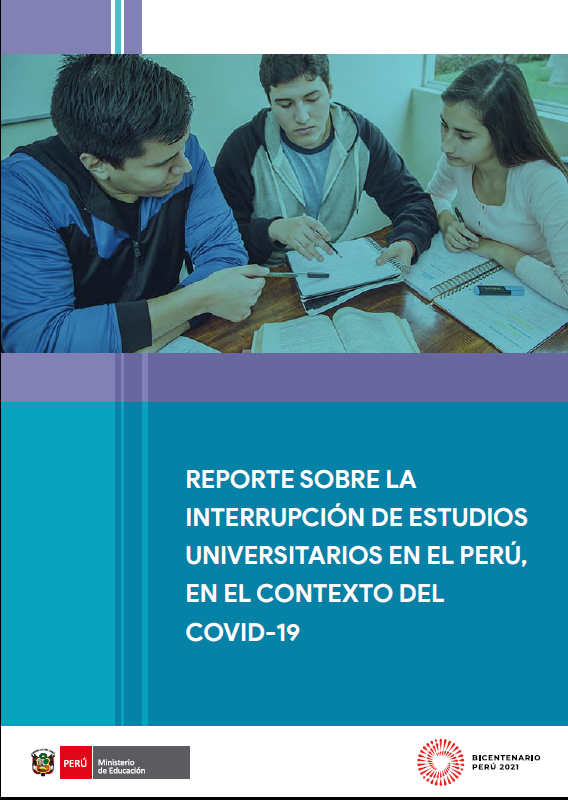 REPORTE SOBRE LA
INTERRUPCIÓN DE ESTUDIOS
UNIVERSITARIOS EN EL PERÚ,
EN EL CONTEXTO DEL
COVID-19
PERÚ
Ministerio
de Educación
BICENTENARIO
PERÚ 2021